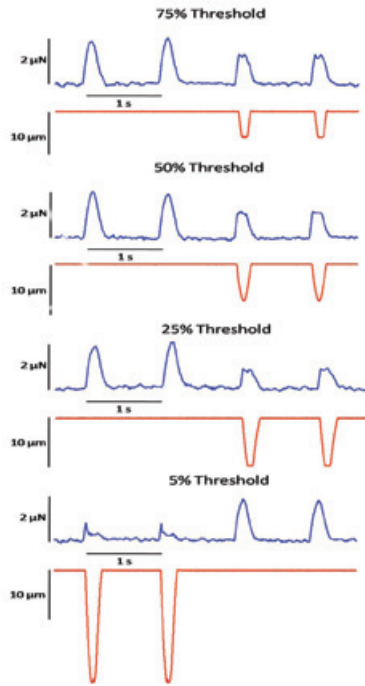 75% Threshold
2 µN
1 s
10 µm
50% Threshold
2 µN
1 s
10 µm
25% Threshold
2 µN
1 s
10 µm
5% Threshold
2 µN
1 s
10 µm